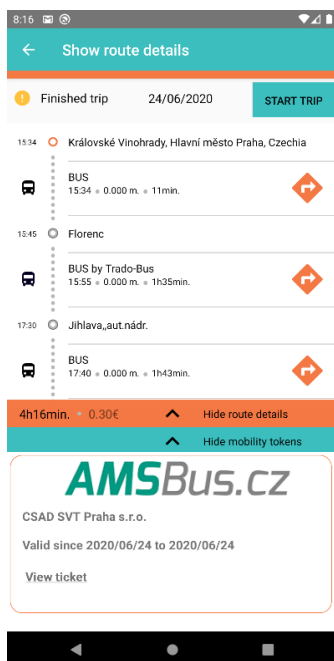 8:16
Show route details
Finished trip 24/06/2020 START TRIP
15:34 Královské Vinohrady, Hlavní město Praha, Czechia
BUS
15:34 • 0.000 m. • 11min.
15:45 Florenc
BUS by Trado-Bus
15:55 • 0.000 m. • 1h35min.
17:30 Jihlava,,aut.nádr.
BUS
17:40 • 0.000 m. • 1h43min.
4h16min. • 0.30€ Hide route details
Hide mobility tokens
AMSBus.cz
CSAD SVT Praha s.r.o.
Valid since 2020/06/24 to 2020/06/24
View ticket